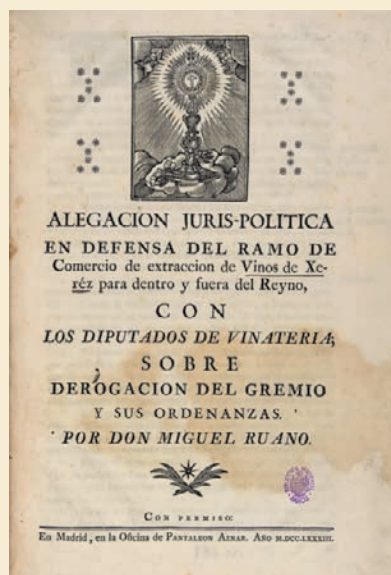 ALEGACION JURIS-POLITICA
EN DEFENSA DEL RAMO DE
Comercio de extraccion de Vinos de Xe-
réz para dentro y fuera del Reyno,
CON
LOS DIPUTADOS DE VINATERIA;
SOBRE
DEROGACION DEL GREMIO
Y SUS ORDENANZAS.
POR DON MIGUEL RUANO.
CON PERMISO:
En Madrid, en la Oficina de PANTALEON AZNAR. AÑO M.DCC.LXXXIII.